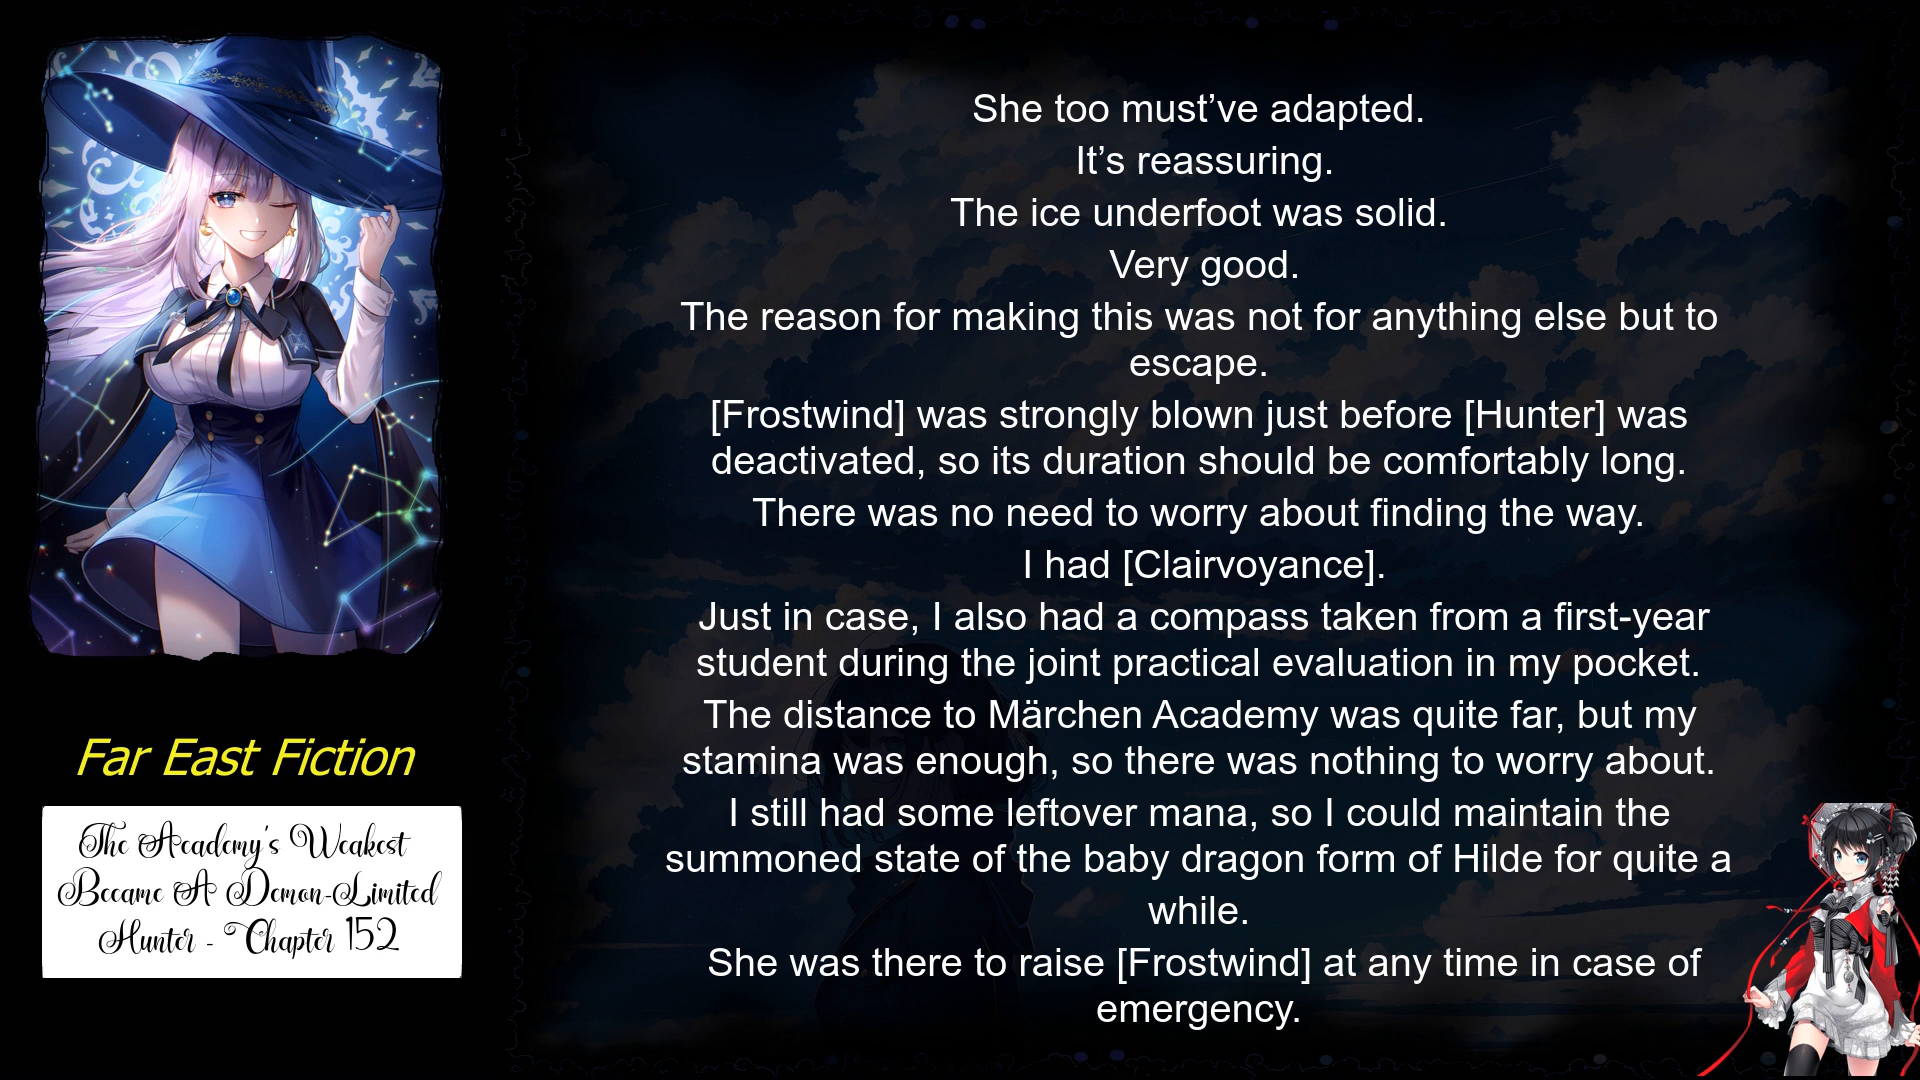 She too must’ve adapted.
It’s reassuring.
The ice underfoot was solid.
Very good.
The reason for making this was not for anything else but to
escape.
[Frostwind] was strongly blown just before [Hunter] was
deactivated, so its duration should be comfortably long.
There was no need to worry about finding the way.
I had [Clairvoyance].
Just in case, I also had a compass taken from a first-year
student during the joint practical evaluation in my pocket.
The distance to Märchen Academy was quite far, but my
stamina was enough, so there was nothing to worry about.
I still had some leftover mana, so I could maintain the
summoned state of the baby dragon form of Hilde for quite a
while.
She was there to raise [Frostwind] at any time in case of
emergency.
Far East Fiction
The Academy's Weakest
Became A Demon-Limited
Hunter - Chapter 152